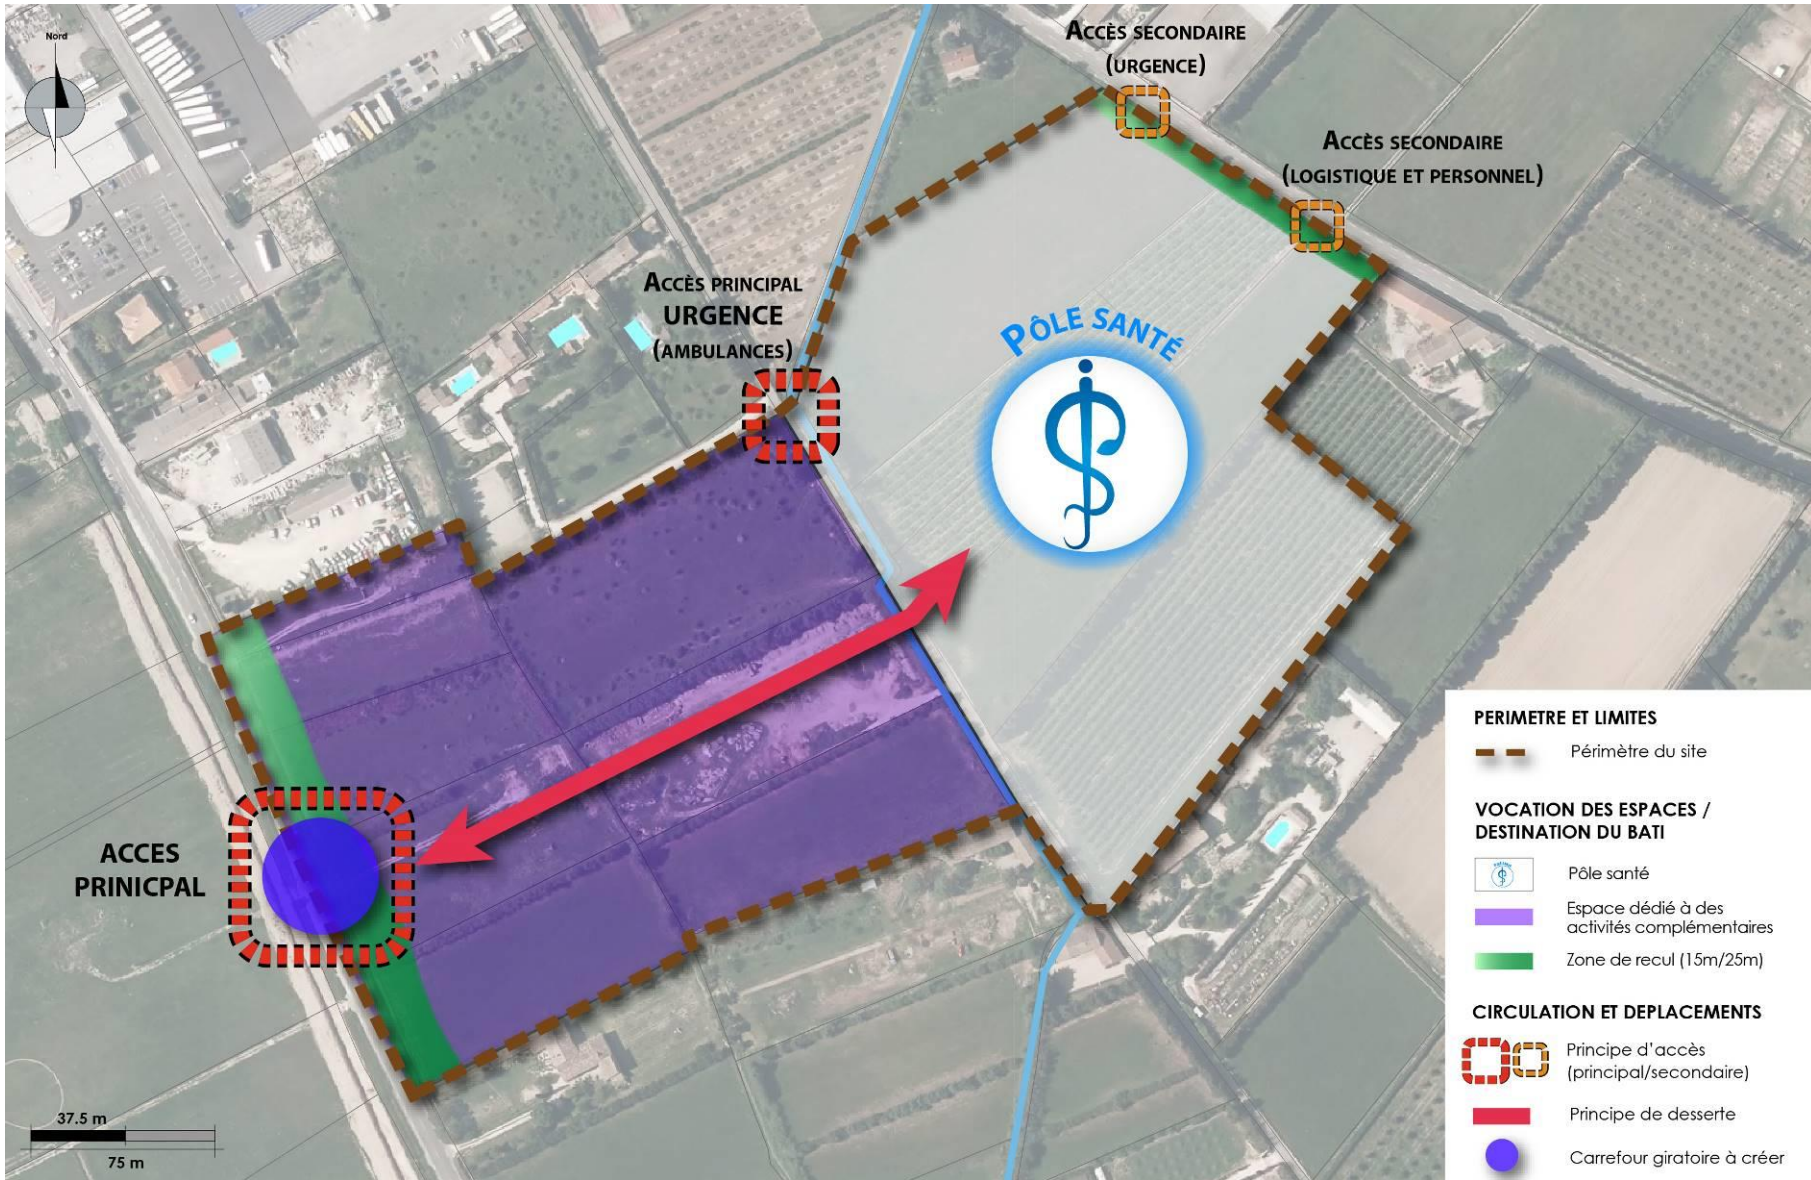 Nord
ACCÈS SECONDAIRE
(URGENCE)
ACCÈS SECONDAIRE
(LOGISTIQUE ET PERSONNEL)
ACCÈS PRINCIPAL
URGENCE
(AMBULANCES)
PÔLE SANTÉ
ACCES
PRINICPAL
37.5 m
75 m
PERIMETRE ET LIMITES
Périmètre du site
VOCATION DES ESPACES /
DESTINATION DU BATI
Pôle santé
Espace dédié à des
activités complémentaires
Zone de recul (15m/25m)
CIRCULATION ET DEPLACEMENTS
Principe d'accès
(principal/secondaire)
Principe de desserte
Carrefour giratoire à créer